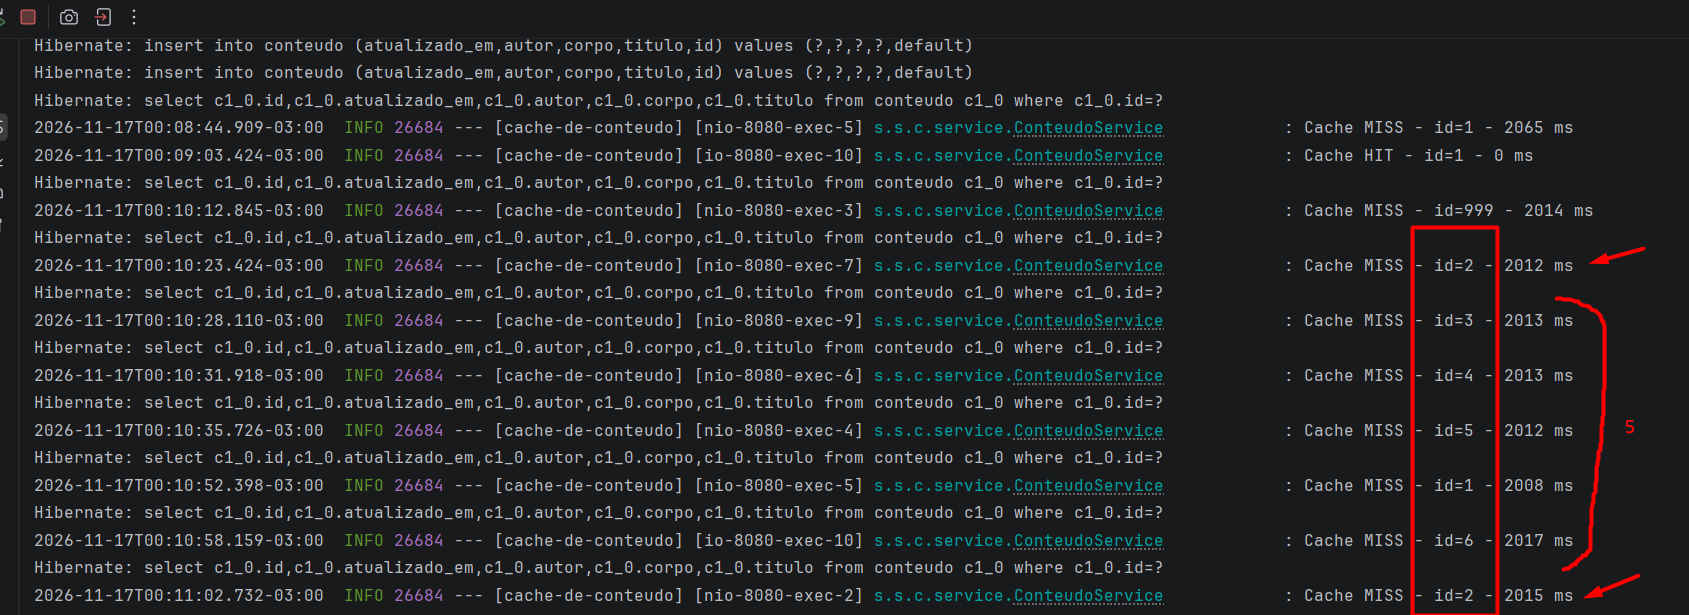 Hibernate: insert into conteudo (atualizado_em,autor,corpo,titulo,id) values (?,?,?,?,default)
Hibernate: insert into conteudo (atualizado_em,autor,corpo,titulo,id) values (?,?,?,?,default)
Hibernate: select c1_0.id,c1_0.atualizado_em,c1_0.autor,c1_0.corpo,c1_0.titulo from conteudo c1_0 where c1_0.id=?
2026-11-17T00:08:44.909-03:00  INFO 26684 --- [cache-de-conteudo] [nio-8080-exec-5] s.s.c.service.ConteudoService            : Cache MISS - id=1 - 2065 ms
2026-11-17T00:09:03.424-03:00  INFO 26684 --- [cache-de-conteudo] [io-8080-exec-10] s.s.c.service.ConteudoService            : Cache HIT - id=1 - 0 ms
Hibernate: select c1_0.id,c1_0.atualizado_em,c1_0.autor,c1_0.corpo,c1_0.titulo from conteudo c1_0 where c1_0.id=?
2026-11-17T00:10:12.845-03:00  INFO 26684 --- [cache-de-conteudo] [nio-8080-exec-3] s.s.c.service.ConteudoService            : Cache MISS - id=999 - 2014 ms
Hibernate: select c1_0.id,c1_0.atualizado_em,c1_0.autor,c1_0.corpo,c1_0.titulo from conteudo c1_0 where c1_0.id=?
2026-11-17T00:10:23.424-03:00  INFO 26684 --- [cache-de-conteudo] [nio-8080-exec-7] s.s.c.service.ConteudoService            : Cache MISS - id=2 - 2012 ms
Hibernate: select c1_0.id,c1_0.atualizado_em,c1_0.autor,c1_0.corpo,c1_0.titulo from conteudo c1_0 where c1_0.id=?
2026-11-17T00:10:28.110-03:00  INFO 26684 --- [cache-de-conteudo] [nio-8080-exec-9] s.s.c.service.ConteudoService            : Cache MISS - id=3 - 2013 ms
Hibernate: select c1_0.id,c1_0.atualizado_em,c1_0.autor,c1_0.corpo,c1_0.titulo from conteudo c1_0 where c1_0.id=?
2026-11-17T00:10:31.918-03:00  INFO 26684 --- [cache-de-conteudo] [nio-8080-exec-6] s.s.c.service.ConteudoService            : Cache MISS - id=4 - 2013 ms
Hibernate: select c1_0.id,c1_0.atualizado_em,c1_0.autor,c1_0.corpo,c1_0.titulo from conteudo c1_0 where c1_0.id=?
2026-11-17T00:10:35.726-03:00  INFO 26684 --- [cache-de-conteudo] [nio-8080-exec-4] s.s.c.service.ConteudoService            : Cache MISS - id=5 - 2012 ms
5
Hibernate: select c1_0.id,c1_0.atualizado_em,c1_0.autor,c1_0.corpo,c1_0.titulo from conteudo c1_0 where c1_0.id=?
2026-11-17T00:10:52.398-03:00  INFO 26684 --- [cache-de-conteudo] [nio-8080-exec-5] s.s.c.service.ConteudoService            : Cache MISS - id=1 - 2008 ms
Hibernate: select c1_0.id,c1_0.atualizado_em,c1_0.autor,c1_0.corpo,c1_0.titulo from conteudo c1_0 where c1_0.id=?
2026-11-17T00:10:58.159-03:00  INFO 26684 --- [cache-de-conteudo] [io-8080-exec-10] s.s.c.service.ConteudoService            : Cache MISS - id=6 - 2017 ms
Hibernate: select c1_0.id,c1_0.atualizado_em,c1_0.autor,c1_0.corpo,c1_0.titulo from conteudo c1_0 where c1_0.id=?
2026-11-17T00:11:02.732-03:00  INFO 26684 --- [cache-de-conteudo] [nio-8080-exec-2] s.s.c.service.ConteudoService            : Cache MISS - id=2 - 2015 ms